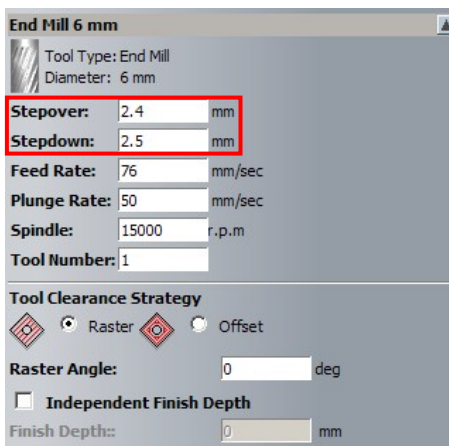 End Mill 6 mm
Tool Type: End Mill
Diameter: 6 mm
Stepover: 2.4 mm
Stepdown: 2.5 mm
Feed Rate: 76 mm/sec
Plunge Rate: 50 mm/sec
Spindle: 15000 r.p.m
Tool Number: 1
Tool Clearance Strategy
Raster Offset
Raster Angle: 0 deg
Independent Finish Depth
Finish Depth:: 0 mm